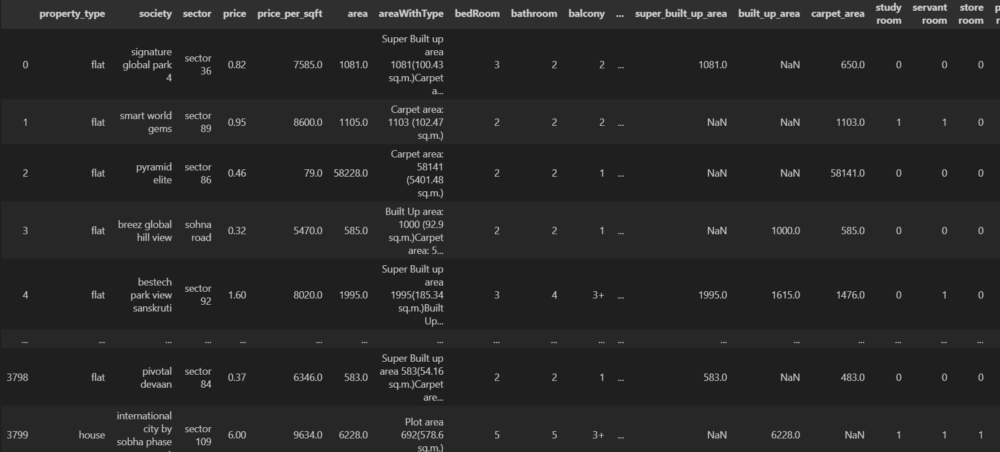 property_type society sector price price_per_sqft area areaWithType bedRoom bathroom balcony ... super_built_up_area built_up_area carpet_area study room servant room store room
0 flat signature global park 4 sector 36 0.82 7585.0 1081.0 Super Built up area 1081(100.43 sq.m.)Carpet a... 3 2 2 ... 1081.0 NaN 650.0 0 0 0
1 flat smart world gems sector 89 0.95 8600.0 1105.0 Carpet area: 1103 (102.47 sq.m.) 2 2 2 ... NaN NaN 1103.0 1 1 0
2 flat pyramid elite sector 86 0.46 79.0 58228.0 Carpet area: 58141 (5401.48 sq.m.) 2 2 1 ... NaN NaN 58141.0 0 0 0
3 flat breez global hill view sohna road 0.32 5470.0 585.0 Built Up area: 1000 (92.9 sq.m.)Carpet area: 5... 2 2 1 ... NaN 1000.0 585.0 0 0 0
4 flat bestech park view sanskruti sector 92 1.60 8020.0 1995.0 Super Built up area 1995(185.34 sq.m.)Built Up... 3 4 3+ ... 1995.0 1615.0 1476.0 0 1 0
... ... ... ... ... ... ... ... ... ... ... ... ... ... ... ... ... ...
3798 flat pivotal devaan sector 84 0.37 6346.0 583.0 Super Built up area 583(54.16 sq.m.)Carpet are... 2 2 1 ... 583.0 NaN 483.0 0 0 0
3799 house international city by sobha phase sector 109 6.00 9634.0 6228.0 Plot area 692(578.6 sq.m.) 5 5 3+ ... NaN 6228.0 NaN 1 1 1